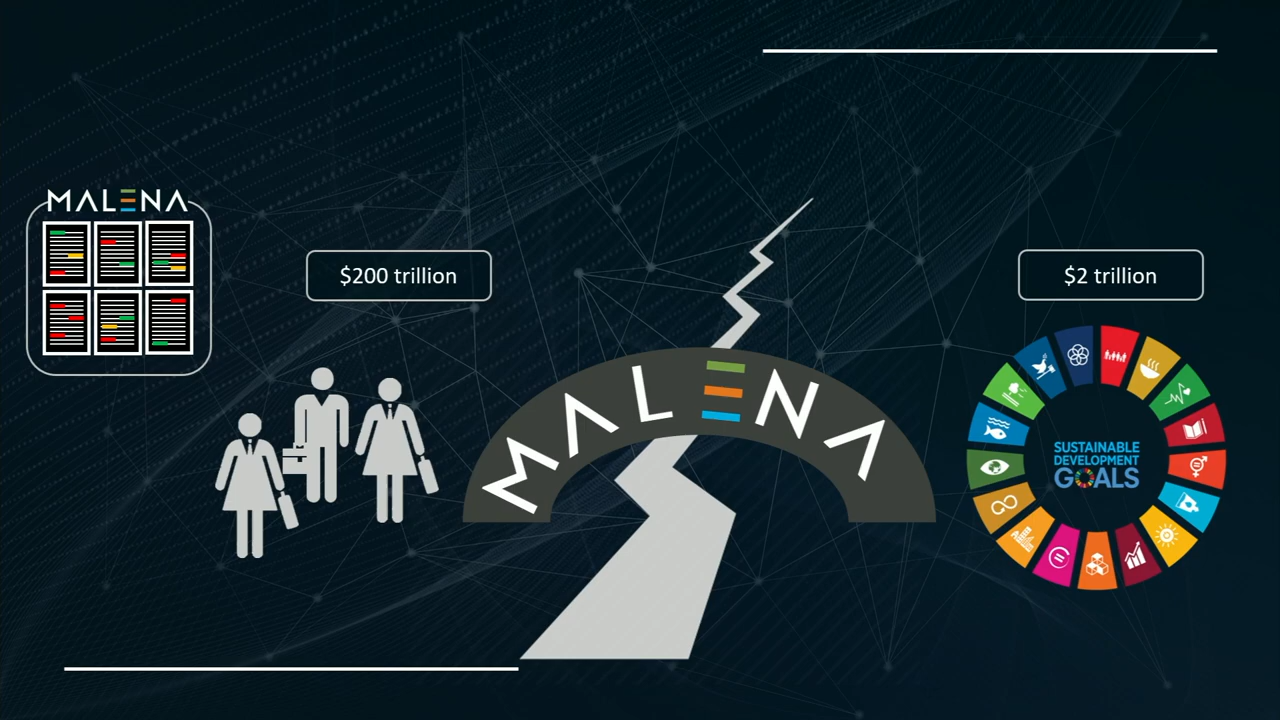 MALENA
$200 trillion
$2 trillion
MALENA
SUSTAINABLE
DEVELOPMENT
GOALS